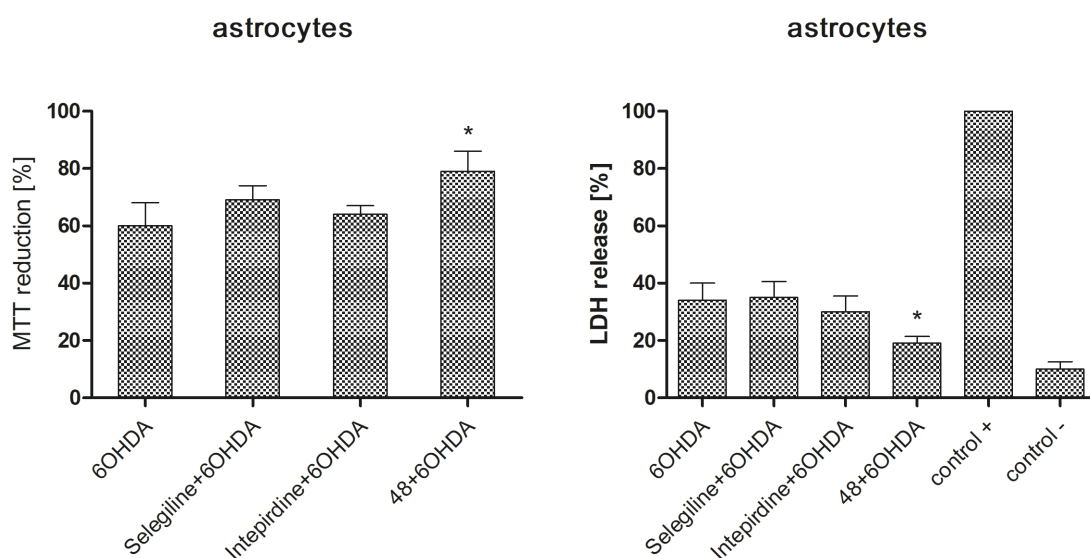 astrocytes
MTT reduction [%]
100
80
60
40
20
0
*
6OHDA
Selegiline+6OHDA
Intepirdine+6OHDA
48+6OHDA
astrocytes
LDH release [%]
100
80
60
40
20
0
*
6OHDA
Selegiline+6OHDA
Intepirdine+6OHDA
48+6OHDA
control +
control -